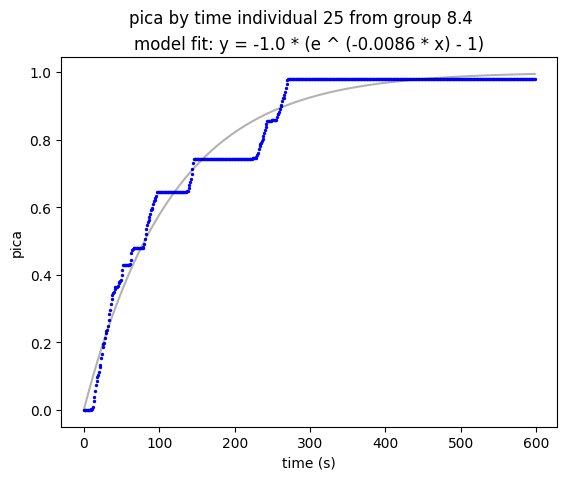 pica by time individual 25 from group 8.4
model fit: y = -1.0 * (e ^ (-0.0086 * x) - 1)
1.0
0.8
0.6
0.4
0.2
0.0
pica
0 100 200 300 400 500 600
time (s)